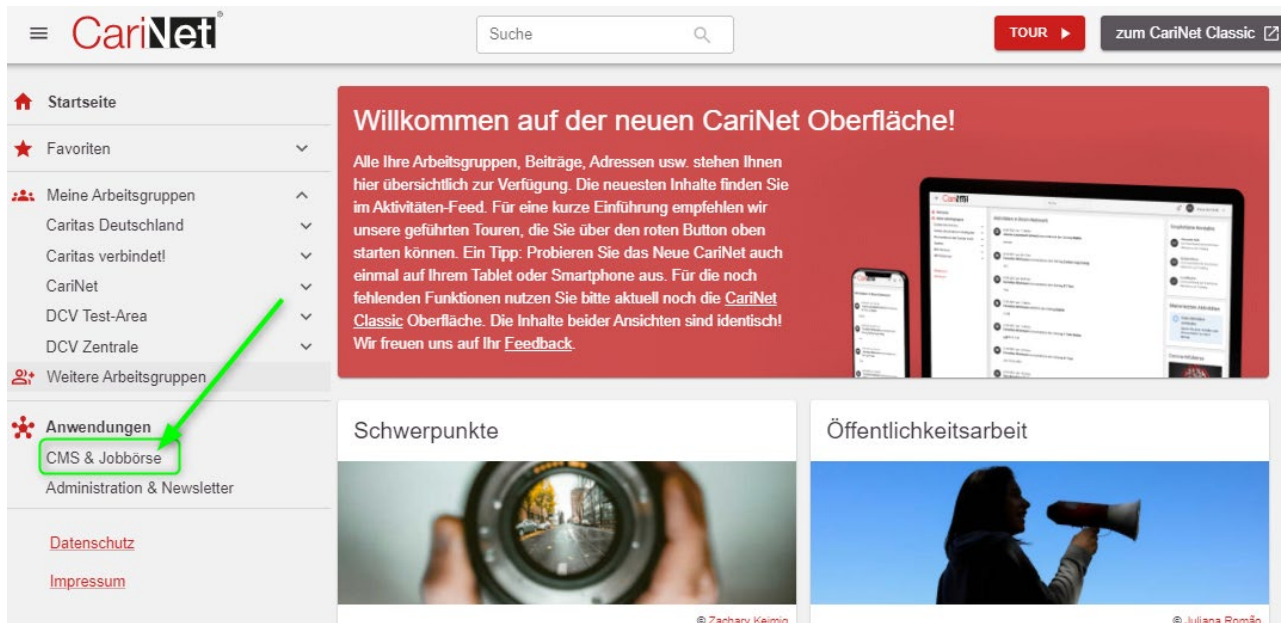 CariNet®
Suche
TOUR
zum CariNet Classic
Startseite
Favoriten
Meine Arbeitsgruppen
Caritas Deutschland
Caritas verbindet!
CariNet
DCV Test-Area
DCV Zentrale
Weitere Arbeitsgruppen
Anwendungen
CMS & Jobbörse
Administration & Newsletter
Datenschutz
Impressum
Willkommen auf der neuen CariNet Oberfläche!
Alle Ihre Arbeitsgruppen, Beiträge, Adressen usw. stehen Ihnen
hier übersichtlich zur Verfügung. Die neuesten Inhalte finden Sie
im Aktivitäten-Feed. Für eine kurze Einführung empfehlen wir
unsere geführten Touren, die Sie über den roten Button oben
starten können. Ein Tipp: Probieren Sie das Neue CariNet auch
einmal auf Ihrem Tablet oder Smartphone aus. Für die noch
fehlenden Funktionen nutzen Sie bitte aktuell noch die CariNet
Classic Oberfläche. Die Inhalte beider Ansichten sind identisch!
Wir freuen uns auf Ihr Feedback.
Schwerpunkte
© Zachary Keimig
Öffentlichkeitsarbeit
© Juliana Romão